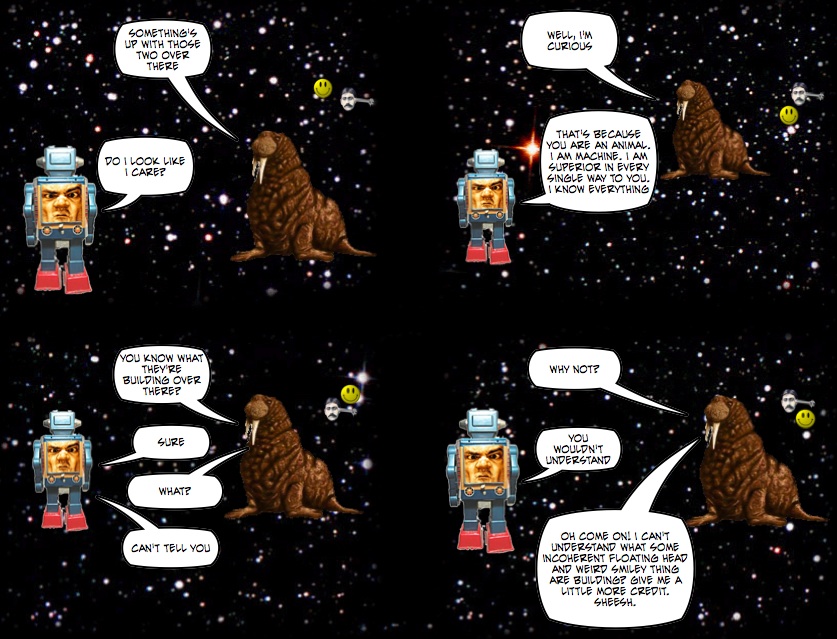 SOMETHING'S
UP WITH THOSE
TWO OVER
THERE
DO I LOOK LIKE
I CARE?
WELL, I'M
CURIOUS
THAT'S BECAUSE
YOU ARE AN ANIMAL.
I AM MACHINE. I AM
SUPERIOR IN EVERY
SINGLE WAY TO YOU.
I KNOW EVERYTHING
YOU KNOW WHAT
THEY'RE
BUILDING OVER
THERE?
SURE
WHAT?
CAN'T TELL YOU
WHY NOT?
YOU
WOULDN'T
UNDERSTAND
OH COME ON! I CAN'T
UNDERSTAND WHAT SOME
INCOHERENT FLOATING HEAD
AND WEIRD SMILEY THING
ARE BUILDING? GIVE ME A
LITTLE MORE CREDIT.
SHEESH.